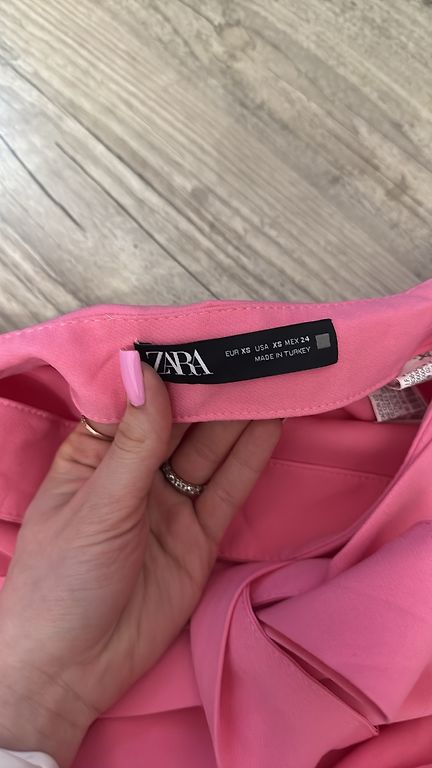 ZARA
EUR XS USA XS MEX 24
MADE IN TURKEY